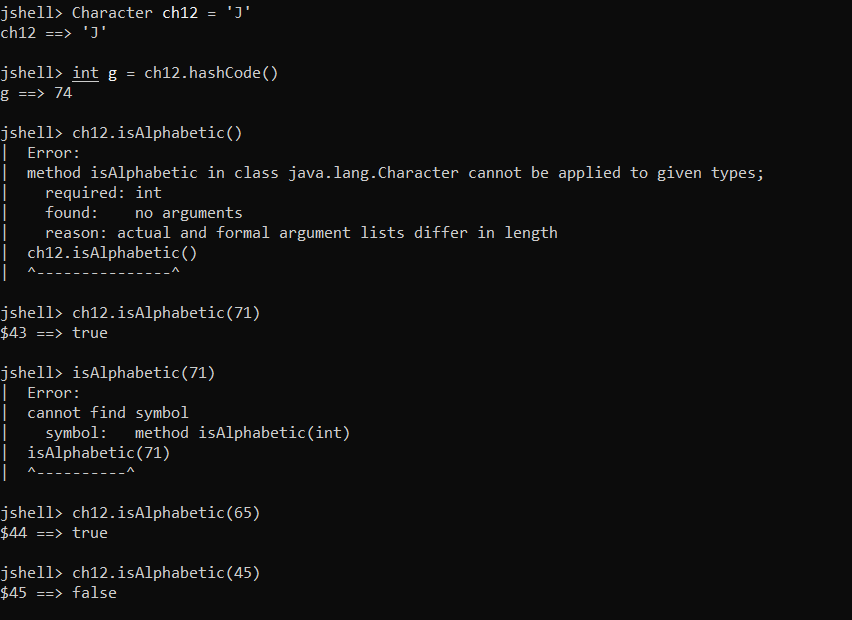 jshell> Character ch12 = 'J'
ch12 ==> 'J'
jshell> int g = ch12.hashCode()
g ==> 74
jshell> ch12.isAlphabetic()
|  Error:
|  method isAlphabetic in class java.lang.Character cannot be applied to given types;
|    required: int
|    found:    no arguments
|    reason: actual and formal argument lists differ in length
|  ch12.isAlphabetic()
|  ^---------------^
jshell> ch12.isAlphabetic(71)
$43 ==> true
jshell> isAlphabetic(71)
|  Error:
|  cannot find symbol
|    symbol:   method isAlphabetic(int)
|  isAlphabetic(71)
|  ^----------^
jshell> ch12.isAlphabetic(65)
$44 ==> true
jshell> ch12.isAlphabetic(45)
$45 ==> false